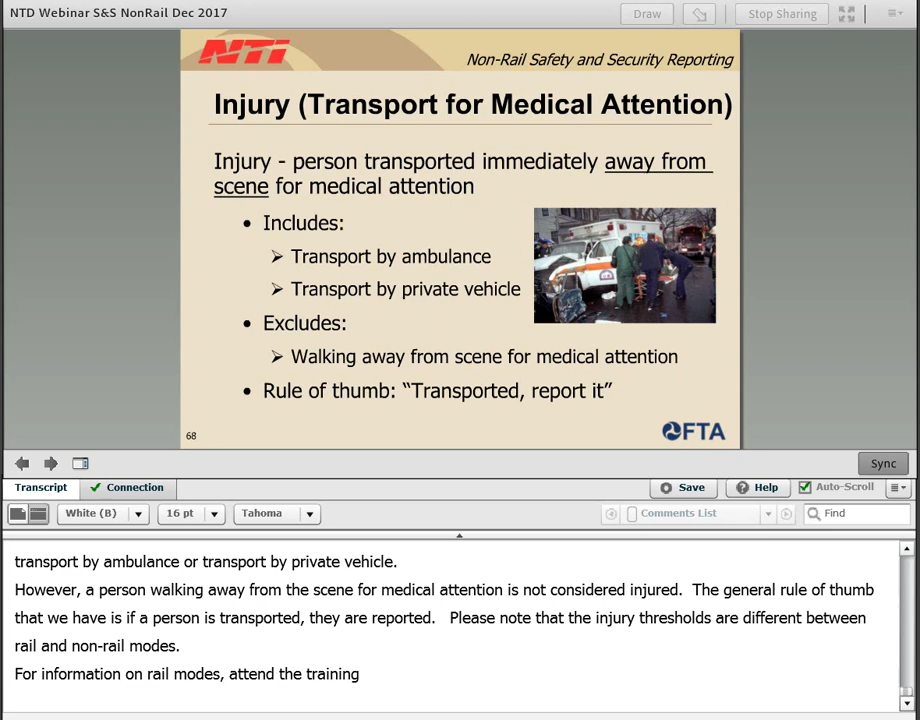 NTD Webinar S&S NonRail Dec 2017
Draw
Stop Sharing
NTI
Non-Rail Safety and Security Reporting
Injury (Transport for Medical Attention)
Injury - person transported immediately away from
scene for medical attention
• Includes:
➢ Transport by ambulance
➢ Transport by private vehicle
• Excludes:
➢ Walking away from scene for medical attention
• Rule of thumb: “Transported, report it”
68
FTA
Sync
Transcript
Connection
Save
Help
Auto-Scroll
White (B)
16 pt
Tahoma
Comments List
Find
transport by ambulance or transport by private vehicle.
However, a person walking away from the scene for medical attention is not considered injured.  The general rule of thumb
that we have is if a person is transported, they are reported.   Please note that the injury thresholds are different between
rail and non-rail modes.
For information on rail modes, attend the training